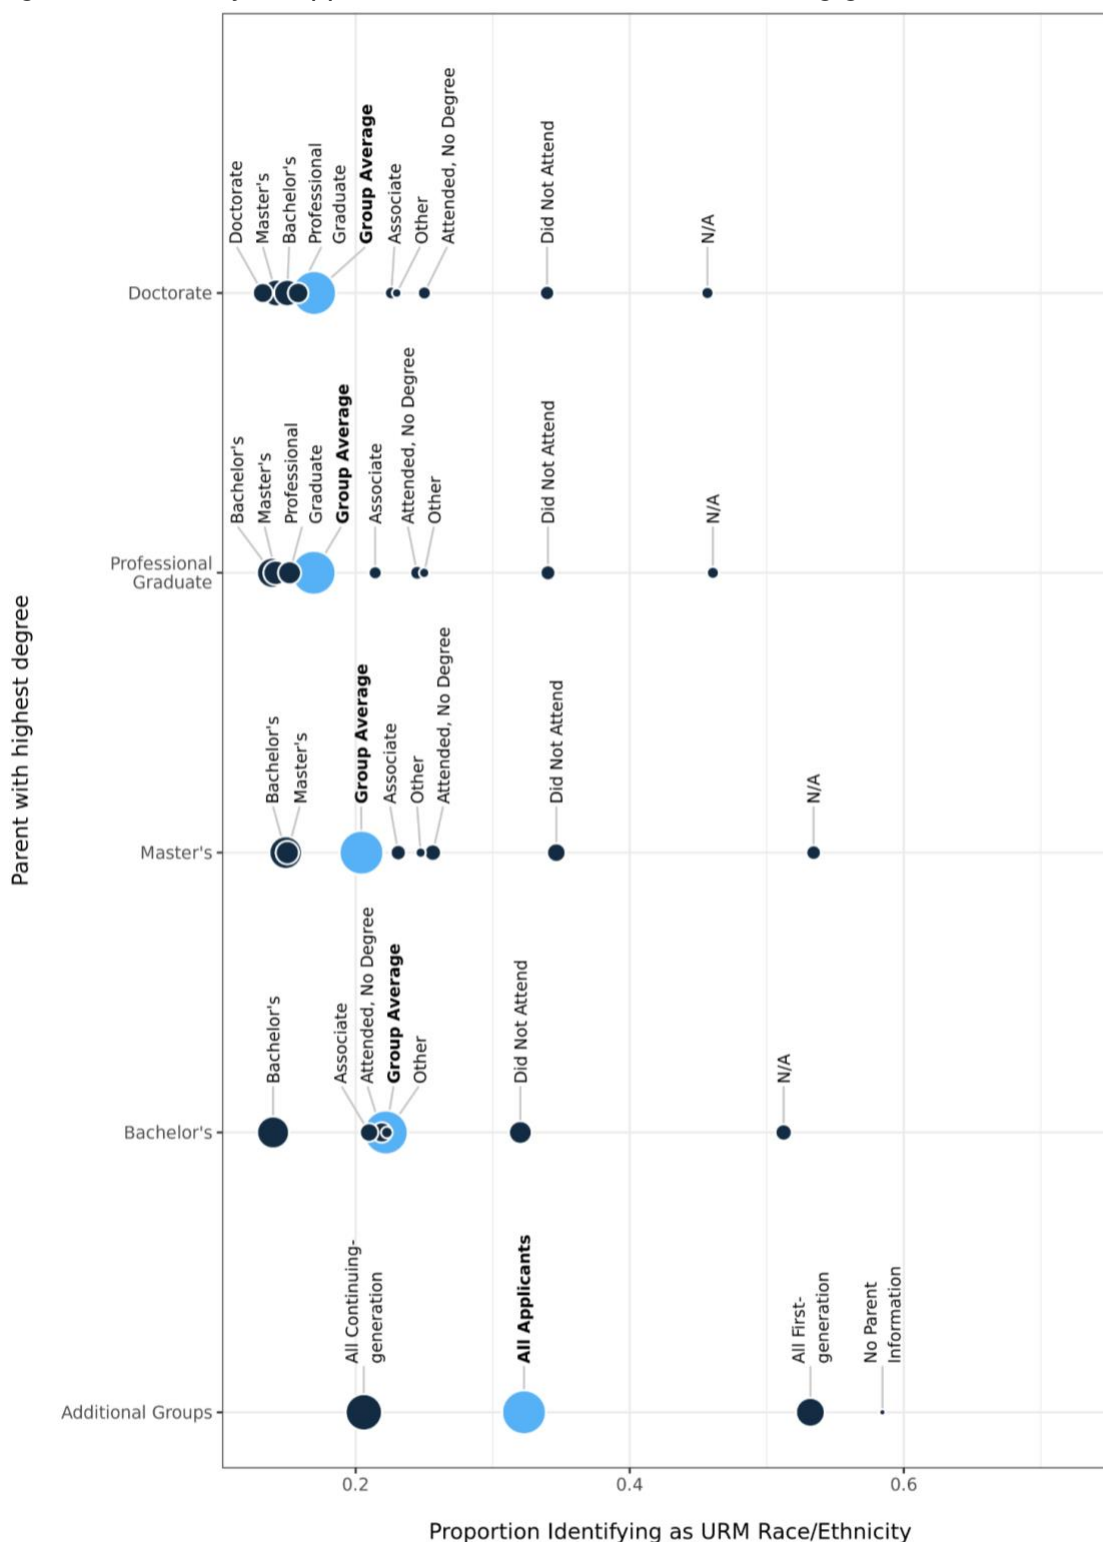 Doctorate
Master's
Bachelor's
Professional
Graduate
Group Average
Associate
Other
Attended, No Degree
Did Not Attend
N/A
Doctorate
Bachelor's
Master's
Professional
Graduate
Group Average
Associate
Attended, No Degree
Other
Did Not Attend
N/A
Professional
Graduate
Bachelor's
Master's
Group Average
Associate
Other
Attended, No Degree
Did Not Attend
N/A
Master's
Bachelor's
Associate
Attended, No Degree
Group Average
Other
Did Not Attend
N/A
Bachelor's
All Continuing-
generation
All Applicants
All First-
generation
No Parent
Information
Additional Groups
Parent with highest degree
0.2
0.4
0.6
Proportion Identifying as URM Race/Ethnicity